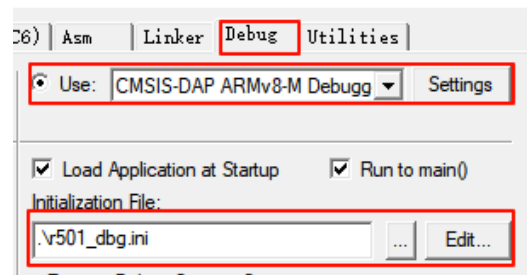 C6) Asm Linker Debug Utilities
Use: CMSIS-DAP ARMv8-M Debugg Settings
Load Application at Startup Run to main()
Initialization File:
.\r501_dbg.ini ... Edit...